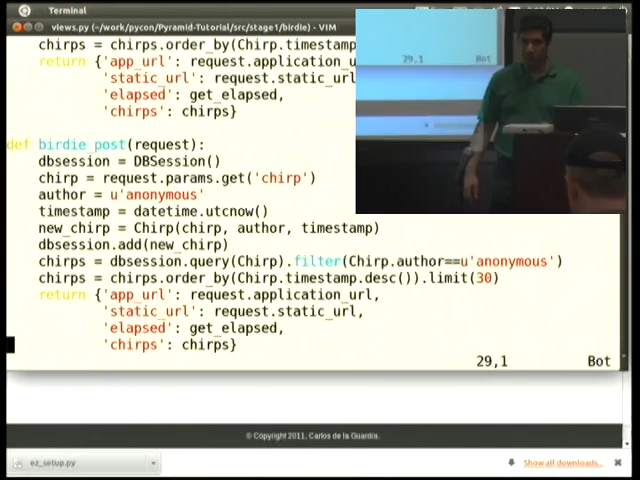 Terminal
views.py (~/work/pycon/Pyramid-Tutorial/src/stage1/birdie) - VIM
chirps = chirps.order_by(Chirp.timestamp
return {'app_url': request.application_u
'static_url': request.static_url
'elapsed': get_elapsed,
'chirps': chirps}
def birdie_post(request):
dbsession = DBSession()
chirp = request.params.get('chirp')
author = u'anonymous'
timestamp = datetime.utcnow()
new_chirp = Chirp(chirp, author, timestamp)
dbsession.add(new_chirp)
chirps = dbsession.query(Chirp).filter(Chirp.author==u'anonymous')
chirps = chirps.order_by(Chirp.timestamp.desc()).limit(30)
return {'app_url': request.application_url,
'static_url': request.static_url,
'elapsed': get_elapsed,
'chirps': chirps}
29,1 Bot
29,1 Bot
© Copyright 2011, Carlos de la Guardia.
ez_setup.py
Show all downloads...